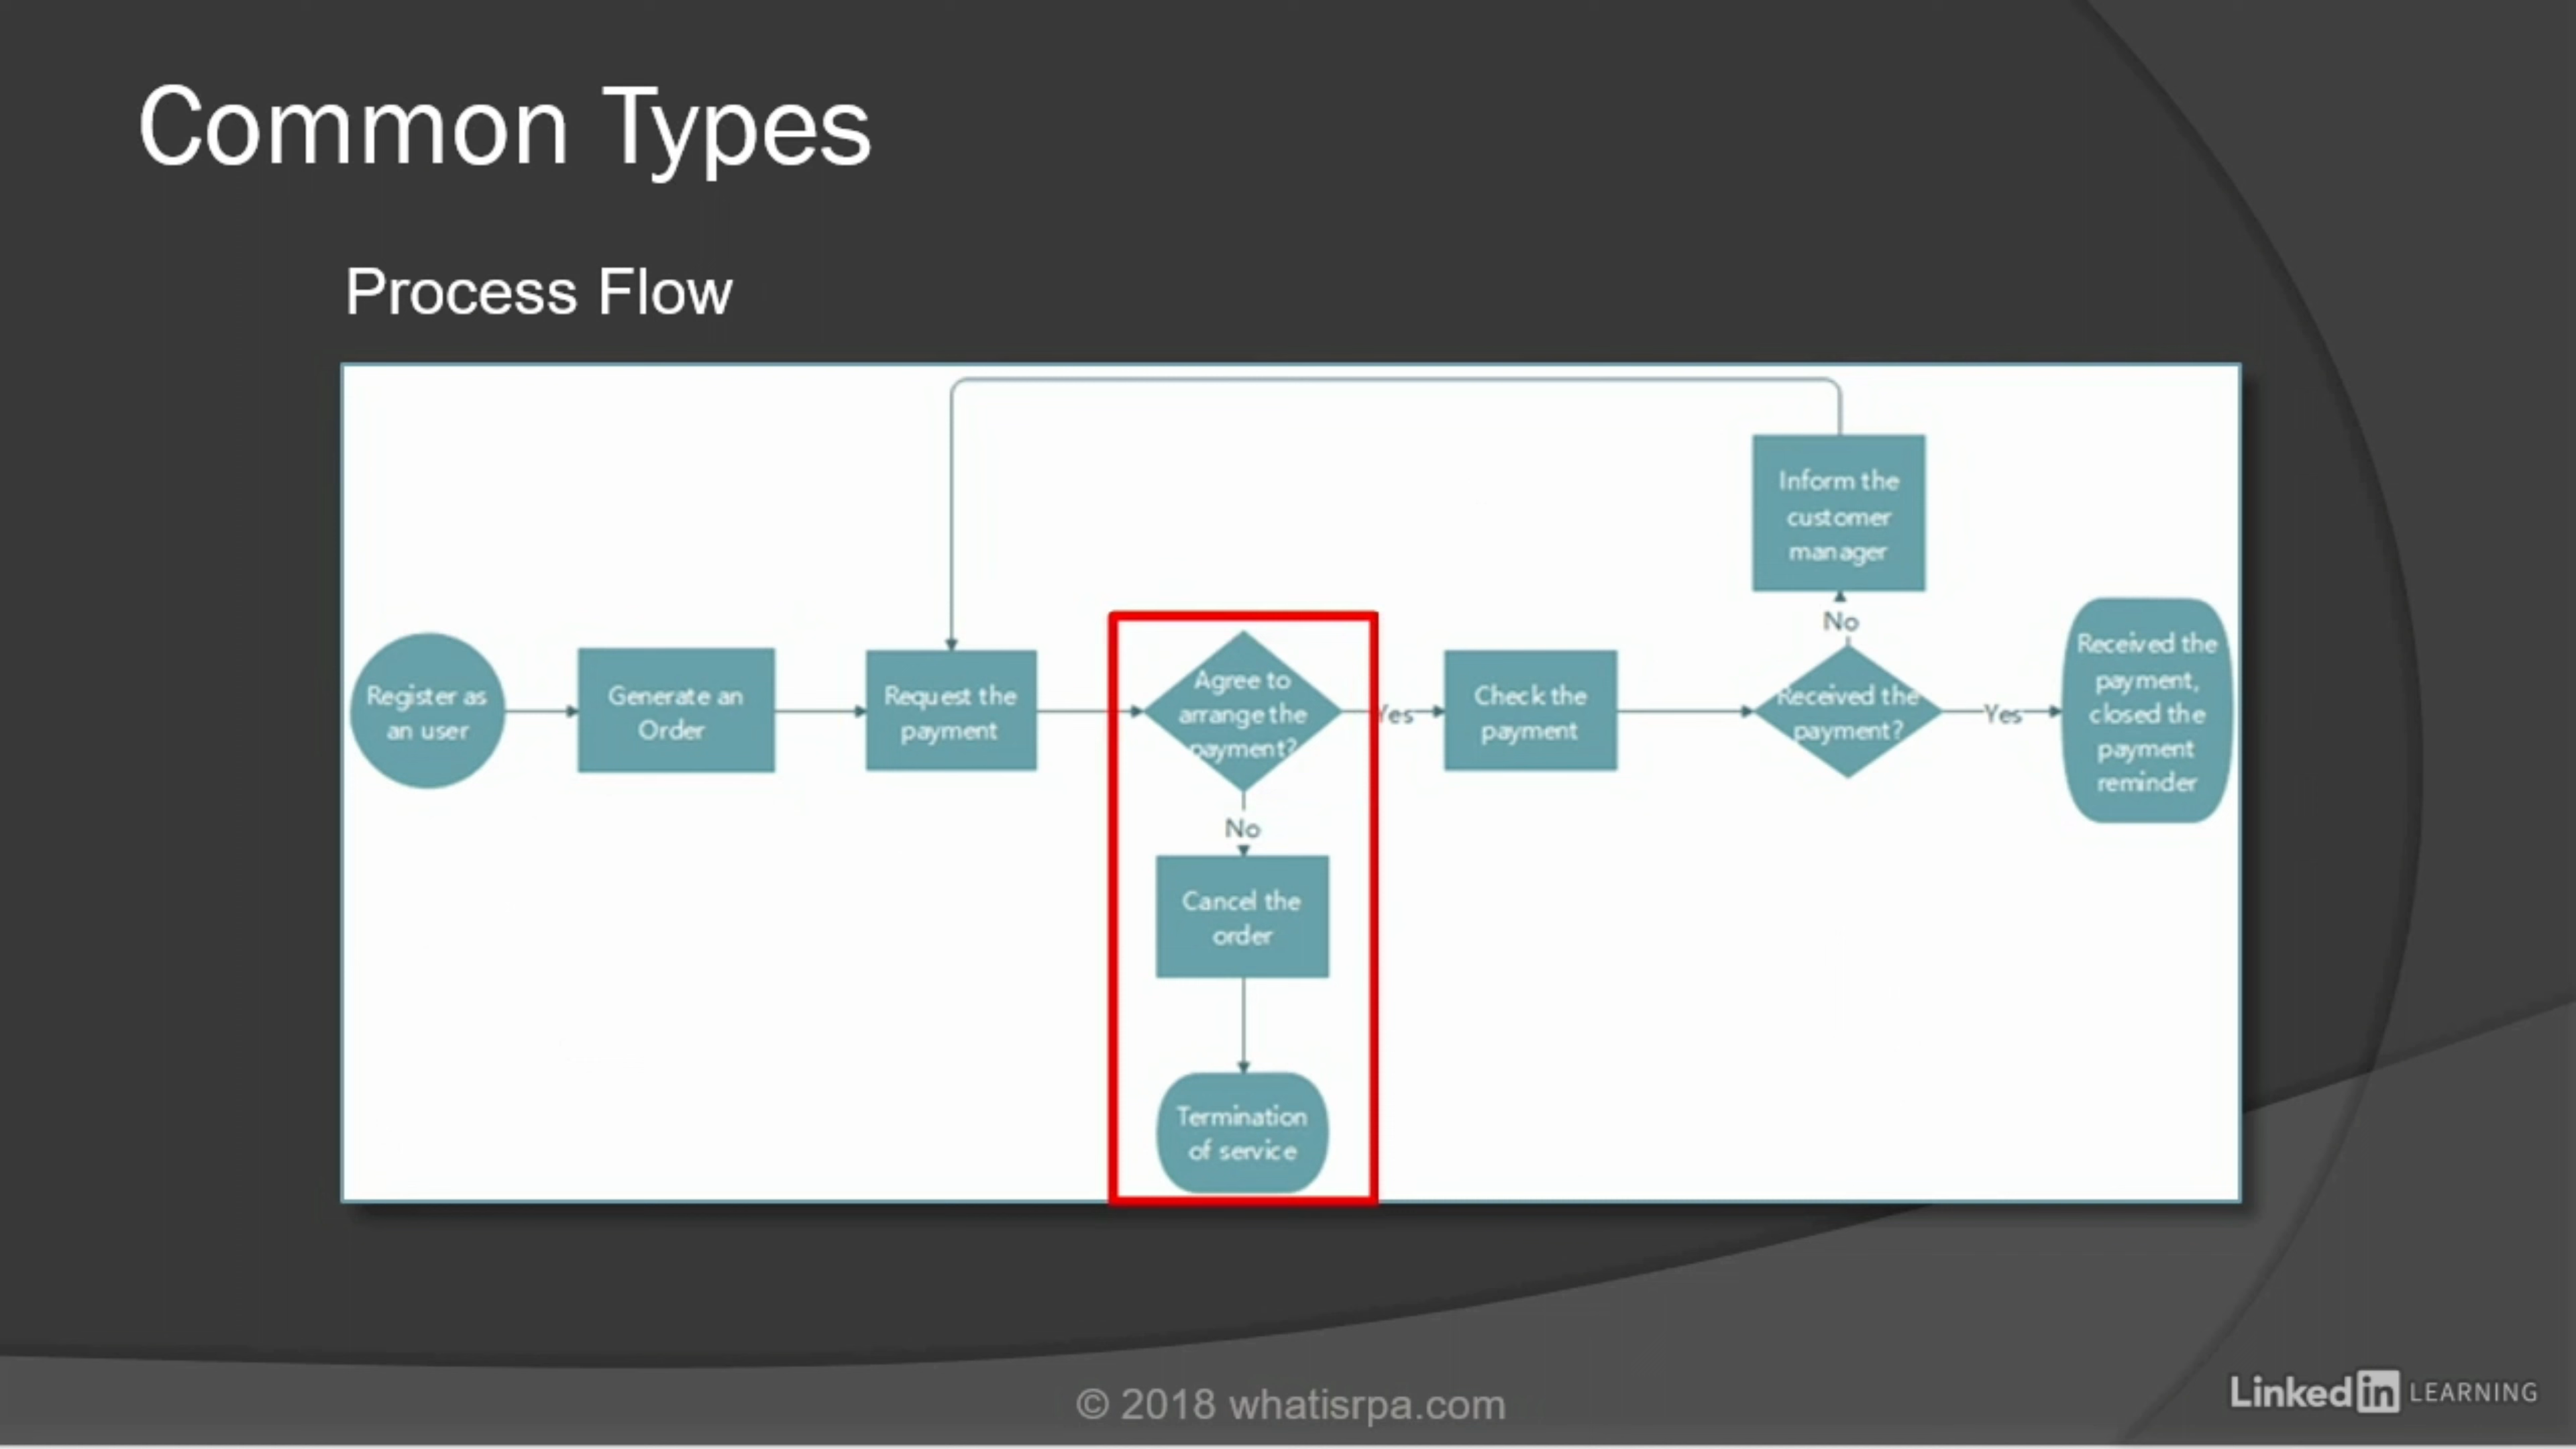 Common Types
Process Flow
Inform the
customer
manager
No
Register as
an user
Generate an
Order
Request the
payment
Agree to
arrange the
payment?
Yes
Check the
payment
Received the
payment?
Yes
Received the
payment,
closed the
payment
reminder
No
Cancel the
order
Termination
of service
© 2018 whatisrpa.com
Linked in LEARNING